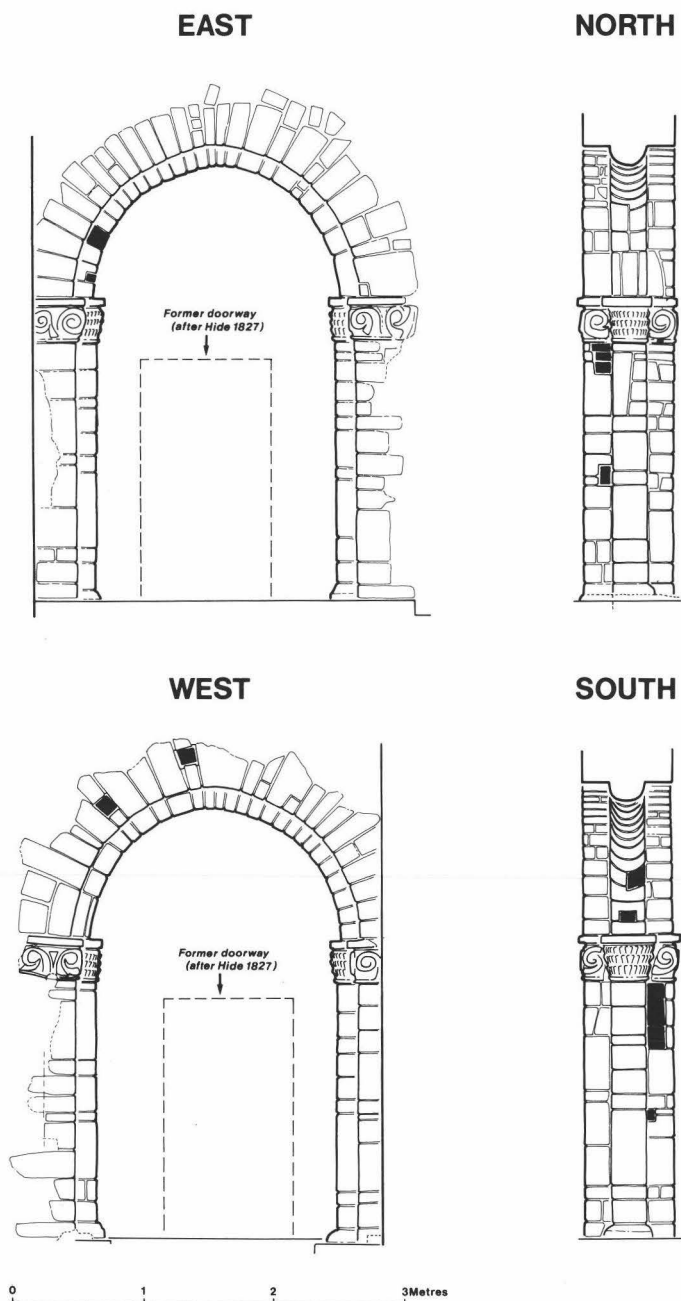 EAST
NORTH
Former doorway
(after Hide 1827)
WEST
SOUTH
Former doorway
(after Hide 1827)
0 1 2 3Metres